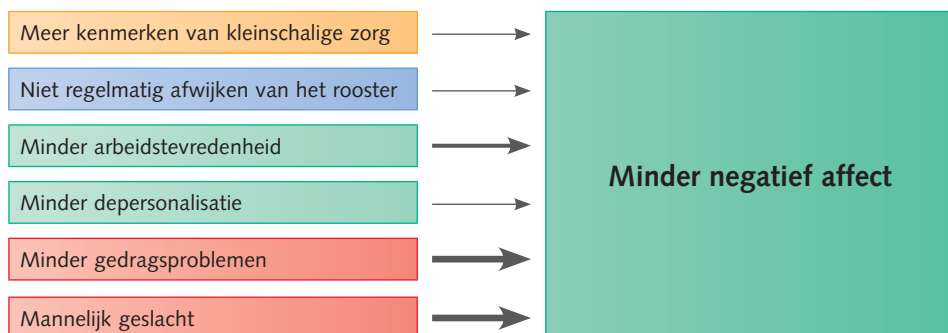 Meer kenmerken van kleinschalige zorg
Niet regelmatig afwijken van het rooster
Minder arbeidstevredenheid
Minder depersonalisatie
Minder gedragsproblemen
Mannelijk geslacht
Minder negatief affect